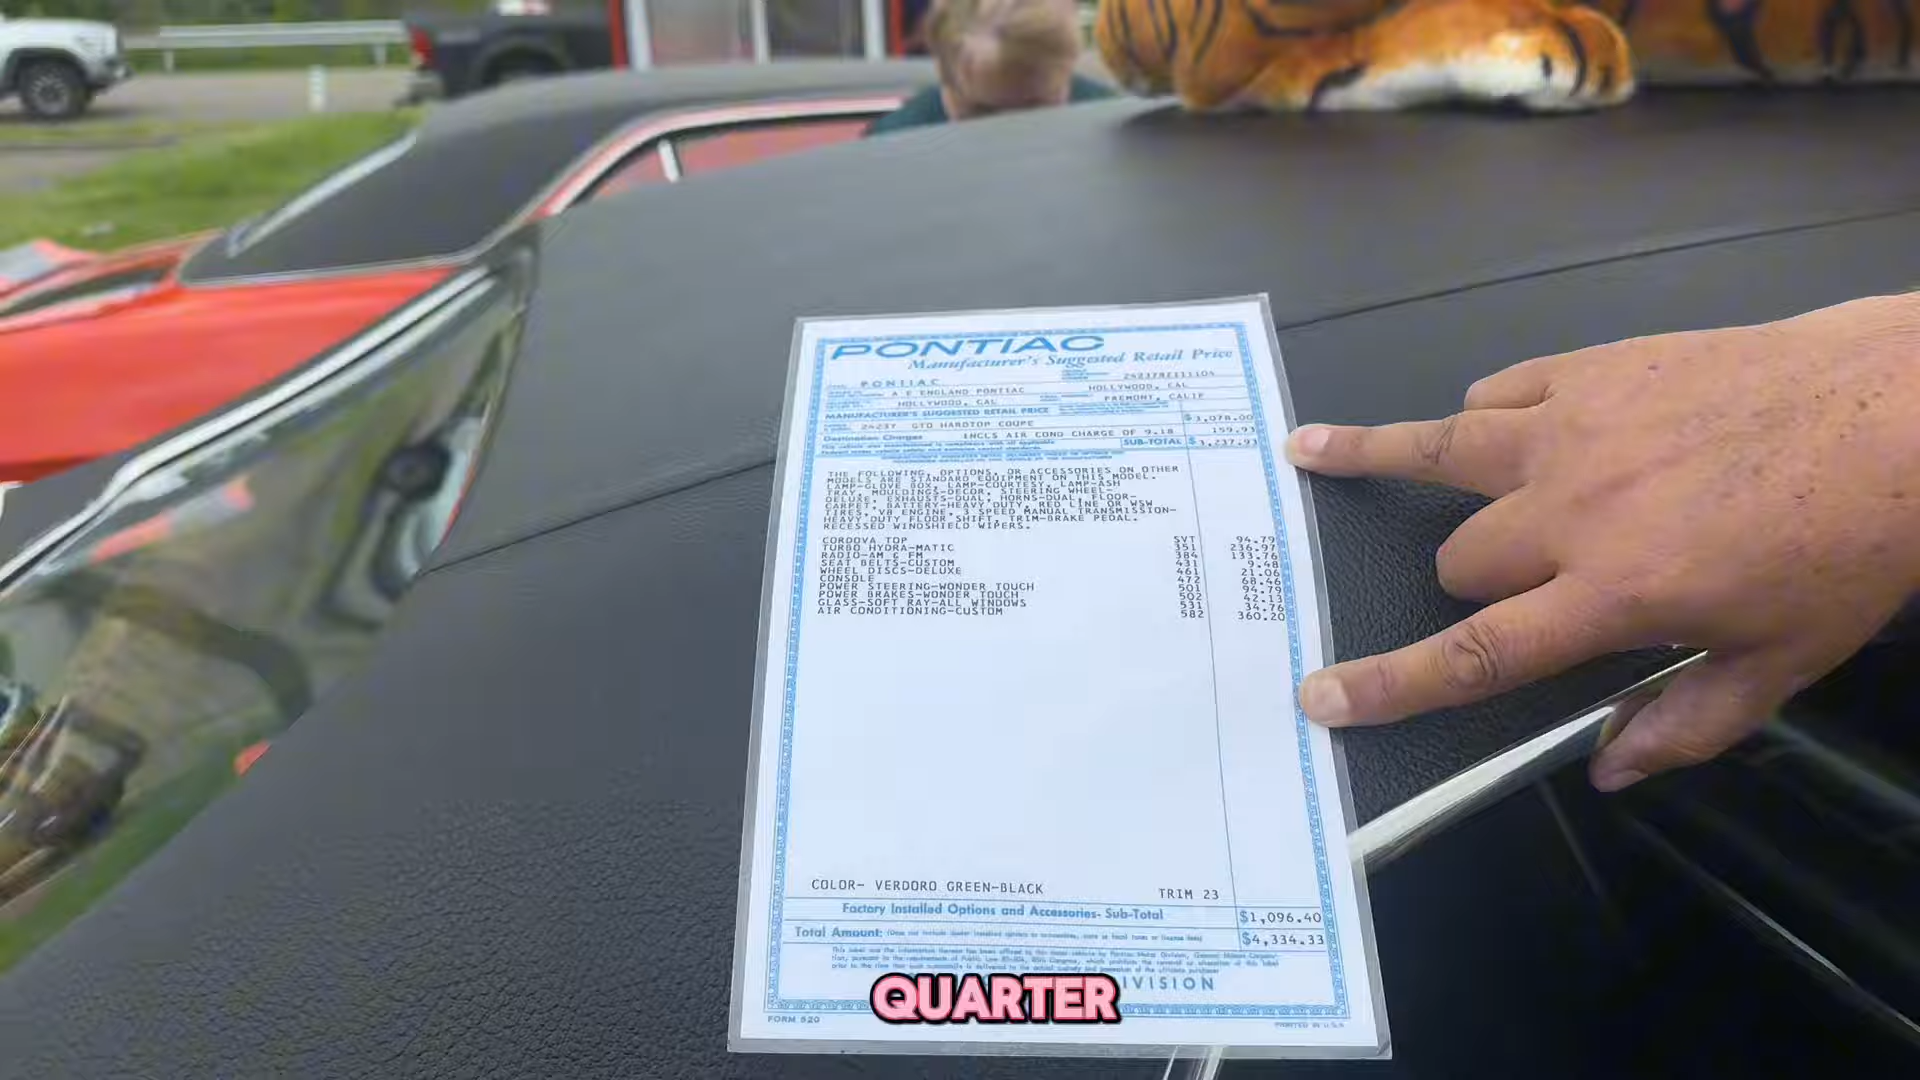 PONTIAC
Manufacturer's Suggested Retail Price
PONTIAC 242378Z111104
A E ENGLAND PONTIAC HOLLYWOOD, CAL
HOLLYWOOD, CAL FREMONT, CALIF
MANUFACTURER'S SUGGESTED RETAIL PRICE
24237 GTO HARDTOP COUPE $3,078.00
Destination Charges INCLS AIR COND CHARGE OF 9.18 159.93
SUB-TOTAL $3,237.93
THE FOLLOWING, OPTIONS, OR ACCESSORIES ON OTHER
MODELS ARE STANDARD EQUIPMENT ON THIS MODEL.
LAMP-GLOVE BOX, LAMP-COURTESY, LAMP-ASH
TRAY, MOULDINGS-DECOR, STEERING WHEEL-
DELUXE, EXHAUSTS-DUAL, HORNS-DUAL, FLOOR-
CARPET, BATTERY-HEAVY DUTY, RED LINE OR WSW
TIRES, V8 ENGINE, 3 SPEED MANUAL TRANSMISSION-
HEAVY DUTY FLOOR SHIFT, TRIM-BRAKE PEDAL.
RECESSED WINDSHIELD WIPERS.
CORDOVA TOP SVT 94.79
TURBO HYDRA-MATIC 351 236.97
RADIO-AM & FM 384 133.76
SEAT BELTS-CUSTOM 431 9.48
WHEEL DISCS-DELUXE 461 21.06
CONSOLE 472 68.46
POWER STEERING-WONDER TOUCH 501 94.79
POWER BRAKES-WONDER TOUCH 502 42.13
GLASS-SOFT RAY-ALL WINDOWS 531 34.76
AIR CONDITIONING-CUSTOM 582 360.20
COLOR- VERDORO GREEN-BLACK TRIM 23
Factory Installed Options and Accessories- Sub-Total $1,096.40
Total Amount: $4,334.33
DIVISION
QUARTER
FORM 520 PRINTED IN U.S.A.